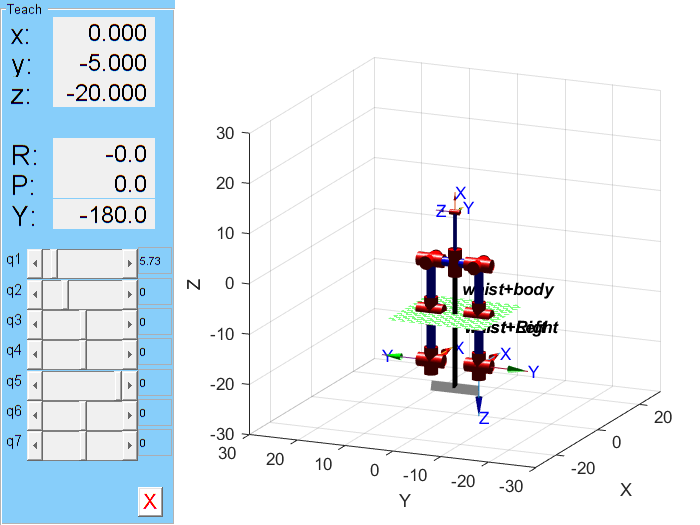 Teach
x: 0.000
y: -5.000
z: -20.000
R: -0.0
P: 0.0
Y: -180.0
q1 5.73
q2 0
q3 0
q4 0
q5 0
q6 0
q7 0
X
30
20
10
0
-10
-20
-30
Z
30
20
10
0
-10
-20
-30
Y
-20
0
20
X
X
Z
Y
waist+body
Y
X
X
Y
Z